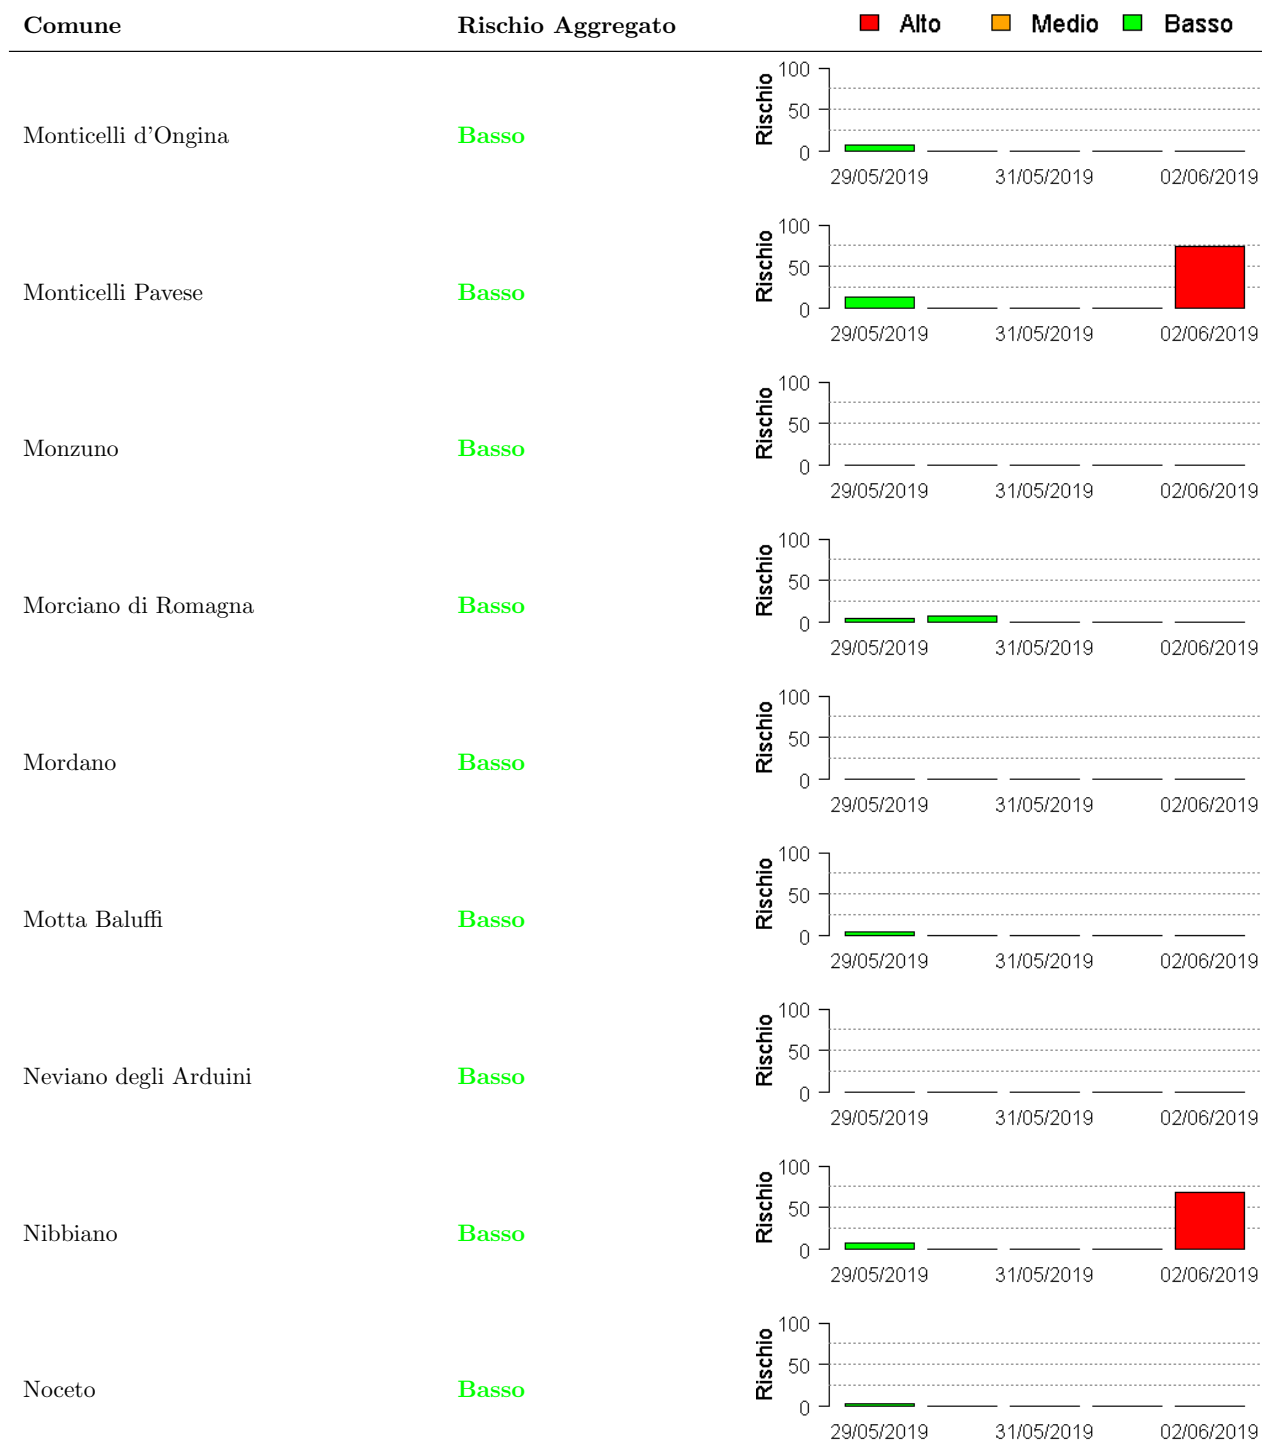 Comune Rischio Aggregato Alto Medio Basso
Monticelli d'Ongina Basso Rischio 100 50 0
29/05/2019 31/05/2019 02/06/2019
Monticelli Pavese Basso Rischio 100 50 0
29/05/2019 31/05/2019 02/06/2019
Monzuno Basso Rischio 100 50 0
29/05/2019 31/05/2019 02/06/2019
Morciano di Romagna Basso Rischio 100 50 0
29/05/2019 31/05/2019 02/06/2019
Mordano Basso Rischio 100 50 0
29/05/2019 31/05/2019 02/06/2019
Motta Baluffi Basso Rischio 100 50 0
29/05/2019 31/05/2019 02/06/2019
Neviano degli Arduini Basso Rischio 100 50 0
29/05/2019 31/05/2019 02/06/2019
Nibbiano Basso Rischio 100 50 0
29/05/2019 31/05/2019 02/06/2019
Noceto Basso Rischio 100 50 0
29/05/2019 31/05/2019 02/06/2019